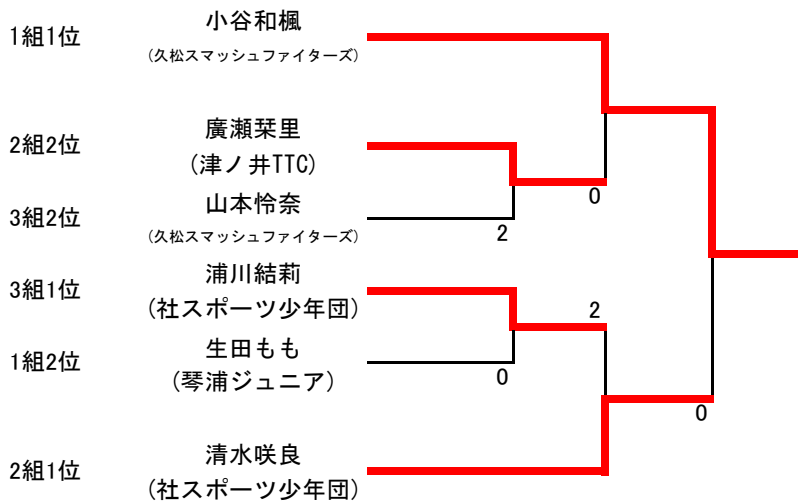 1組1位
小谷和楓
(久松スマッシュファイターズ)
2組2位
廣瀬栞里
(津ノ井TTC)
0
3組2位
山本怜奈
(久松スマッシュファイターズ)
2
3組1位
浦川結莉
(社スポーツ少年団)
2
1組2位
生田もも
(琴浦ジュニア)
0
0
2組1位
清水咲良
(社スポーツ少年団)